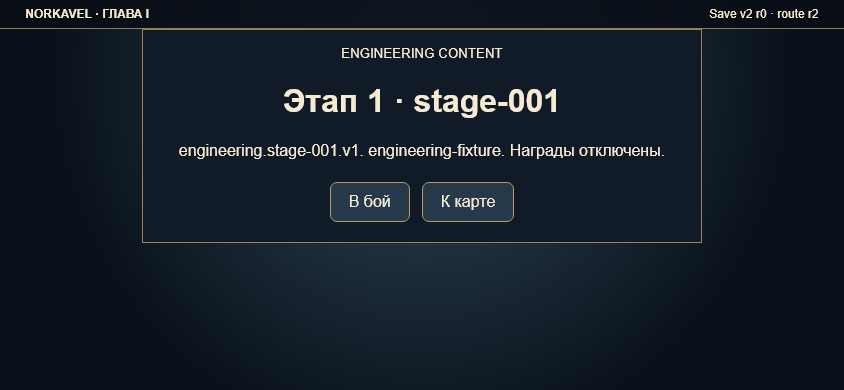 NORKAVEL · ГЛАВА I
Save v2 r0 · route r2
ENGINEERING CONTENT
Этап 1 · stage-001
engineering.stage-001.v1. engineering-fixture. Награды отключены.
В бой
К карте